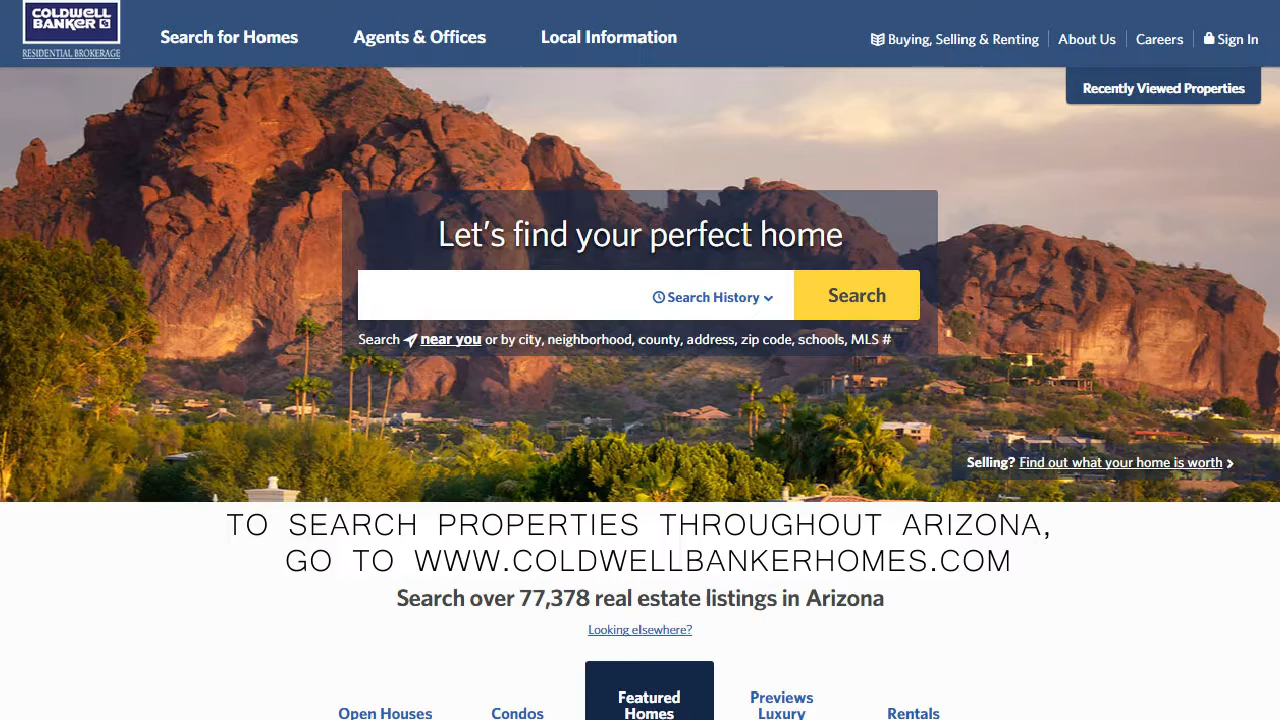 COLDWELL
BANKER
RESIDENTIAL BROKERAGE
Search for Homes
Agents & Offices
Local Information
Buying, Selling & Renting
About Us
Careers
Sign In
Recently Viewed Properties
Let's find your perfect home
Search History
Search
Search near you or by city, neighborhood, county, address, zip code, schools, MLS #
Selling? Find out what your home is worth
TO SEARCH PROPERTIES THROUGHOUT ARIZONA,
GO TO WWW.COLDWELLBANKERHOMES.COM
Search over 77,378 real estate listings in Arizona
Looking elsewhere?
Open Houses
Condos
Featured
Homes
Previews
Luxury
Rentals